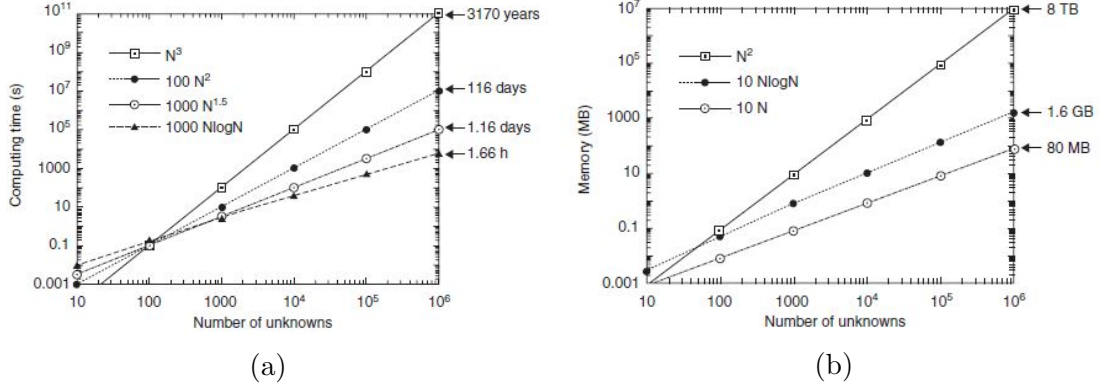 10^11
10^9
10^7
10^5
1000
10
0.1
0.001
Computing time (s)
N^3
100 N^2
1000 N^1.5
1000 NlogN
3170 years
116 days
1.16 days
1.66 h
10
100
1000
10^4
10^5
10^6
Number of unknowns
(a)
10^7
10^5
1000
10
0.1
0.001
Memory (MB)
N^2
10 NlogN
10 N
8 TB
1.6 GB
80 MB
10
100
1000
10^4
10^5
10^6
Number of unknowns
(b)